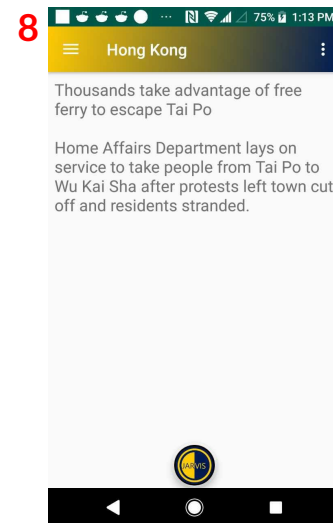 8
75% 1:13 PM
Hong Kong
Thousands take advantage of free
ferry to escape Tai Po
Home Affairs Department lays on
service to take people from Tai Po to
Wu Kai Sha after protests left town cut
off and residents stranded.
JARVIS